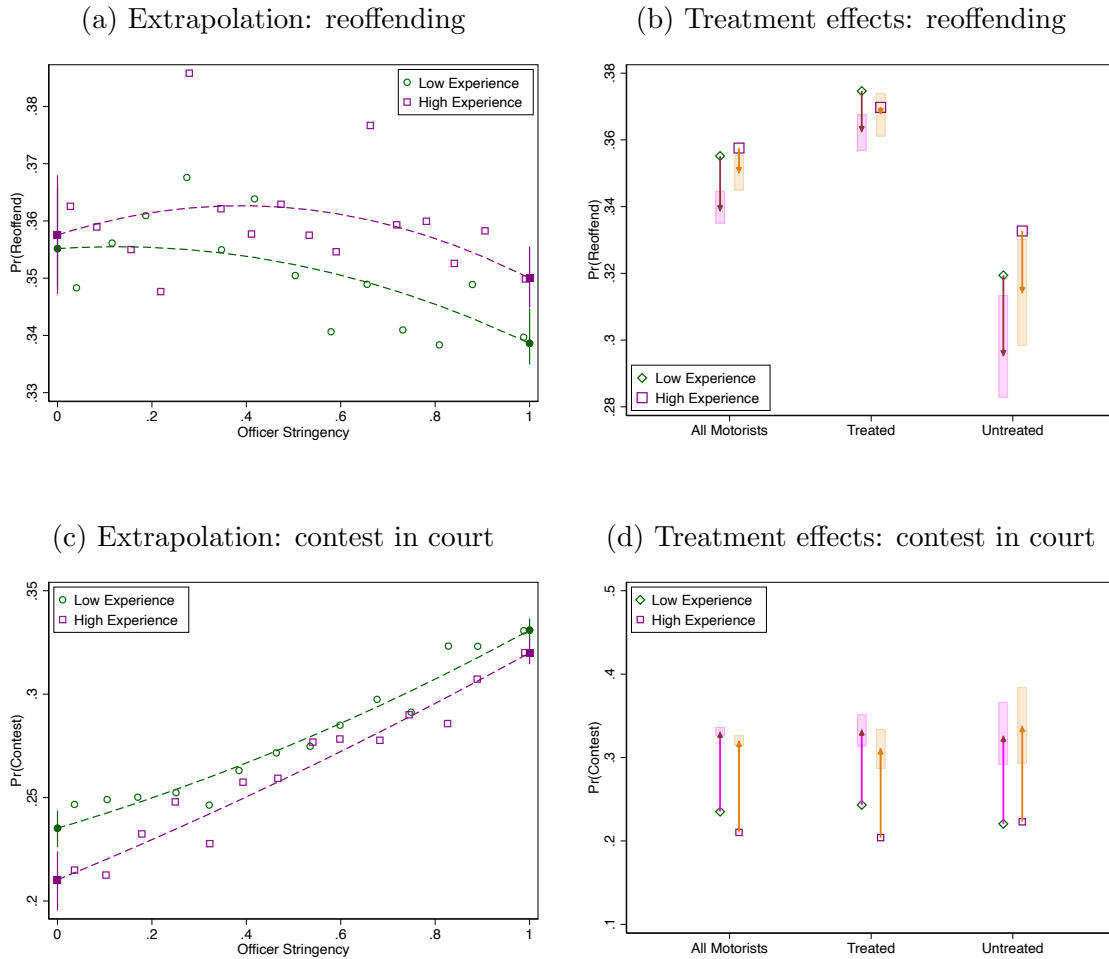 (a) Extrapolation: reoffending
Low Experience
High Experience
.38
.37
.36
.35
.34
.33
Pr(Reoffend)
0 .2 .4 .6 .8 1
Officer Stringency
(b) Treatment effects: reoffending
.38
.36
.34
.32
.3
.28
Pr(Reoffend)
Low Experience
High Experience
All Motorists Treated Untreated
(c) Extrapolation: contest in court
Low Experience
High Experience
.35
.3
.25
.2
Pr(Contest)
0 .2 .4 .6 .8 1
Officer Stringency
(d) Treatment effects: contest in court
Low Experience
High Experience
.5
.4
.3
.2
.1
Pr(Contest)
All Motorists Treated Untreated